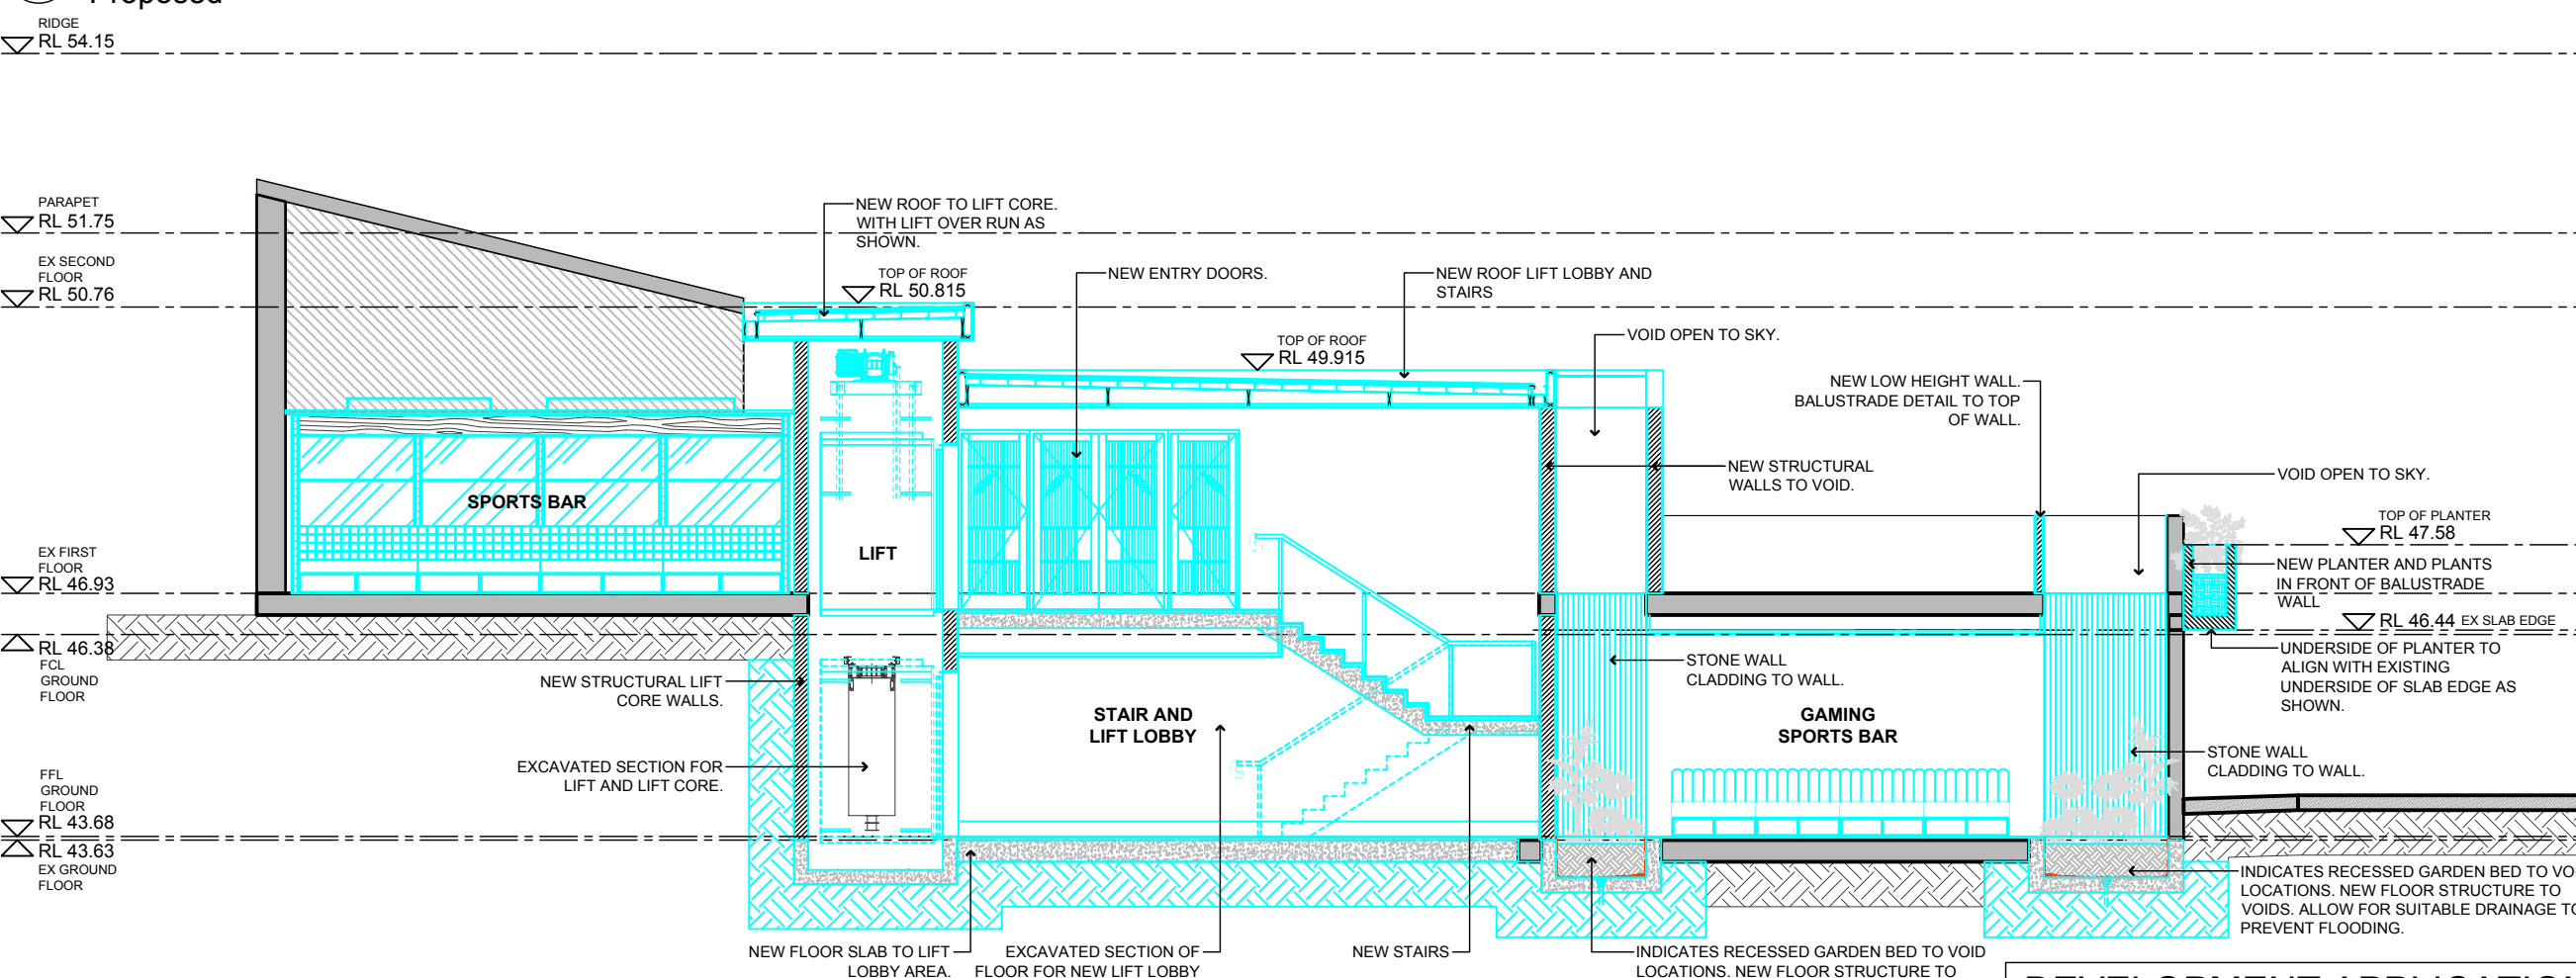 Proposed
RIDGE
RL 54.15
PARAPET
RL 51.75
EX SECOND
FLOOR
RL 50.76
EX FIRST
FLOOR
RL 46.93
RL 46.38
FCL
GROUND
FLOOR
FFL
GROUND
FLOOR
RL 43.68
RL 43.63
EX GROUND
FLOOR
NEW ROOF TO LIFT CORE.
WITH LIFT OVER RUN AS
SHOWN.
TOP OF ROOF
RL 50.815
NEW ENTRY DOORS.
NEW ROOF LIFT LOBBY AND
STAIRS
TOP OF ROOF
RL 49.915
VOID OPEN TO SKY.
NEW LOW HEIGHT WALL.
BALUSTRADE DETAIL TO TOP
OF WALL.
NEW STRUCTURAL
WALLS TO VOID.
VOID OPEN TO SKY.
TOP OF PLANTER
RL 47.58
NEW PLANTER AND PLANTS
IN FRONT OF BALUSTRADE
WALL
RL 46.44 EX SLAB EDGE
UNDERSIDE OF PLANTER TO
ALIGN WITH EXISTING
UNDERSIDE OF SLAB EDGE AS
SHOWN.
SPORTS BAR
LIFT
STONE WALL
CLADDING TO WALL.
NEW STRUCTURAL LIFT
CORE WALLS.
STAIR AND
LIFT LOBBY
GAMING
SPORTS BAR
STONE WALL
CLADDING TO WALL.
EXCAVATED SECTION FOR
LIFT AND LIFT CORE.
INDICATES RECESSED GARDEN BED TO VO
LOCATIONS. NEW FLOOR STRUCTURE TO
VOIDS. ALLOW FOR SUITABLE DRAINAGE TO
PREVENT FLOODING.
NEW FLOOR SLAB TO LIFT
LOBBY AREA.
EXCAVATED SECTION OF
FLOOR FOR NEW LIFT LOBBY
NEW STAIRS
INDICATES RECESSED GARDEN BED TO VOID
LOCATIONS. NEW FLOOR STRUCTURE TO
DEVELOPMENT APPLICATION